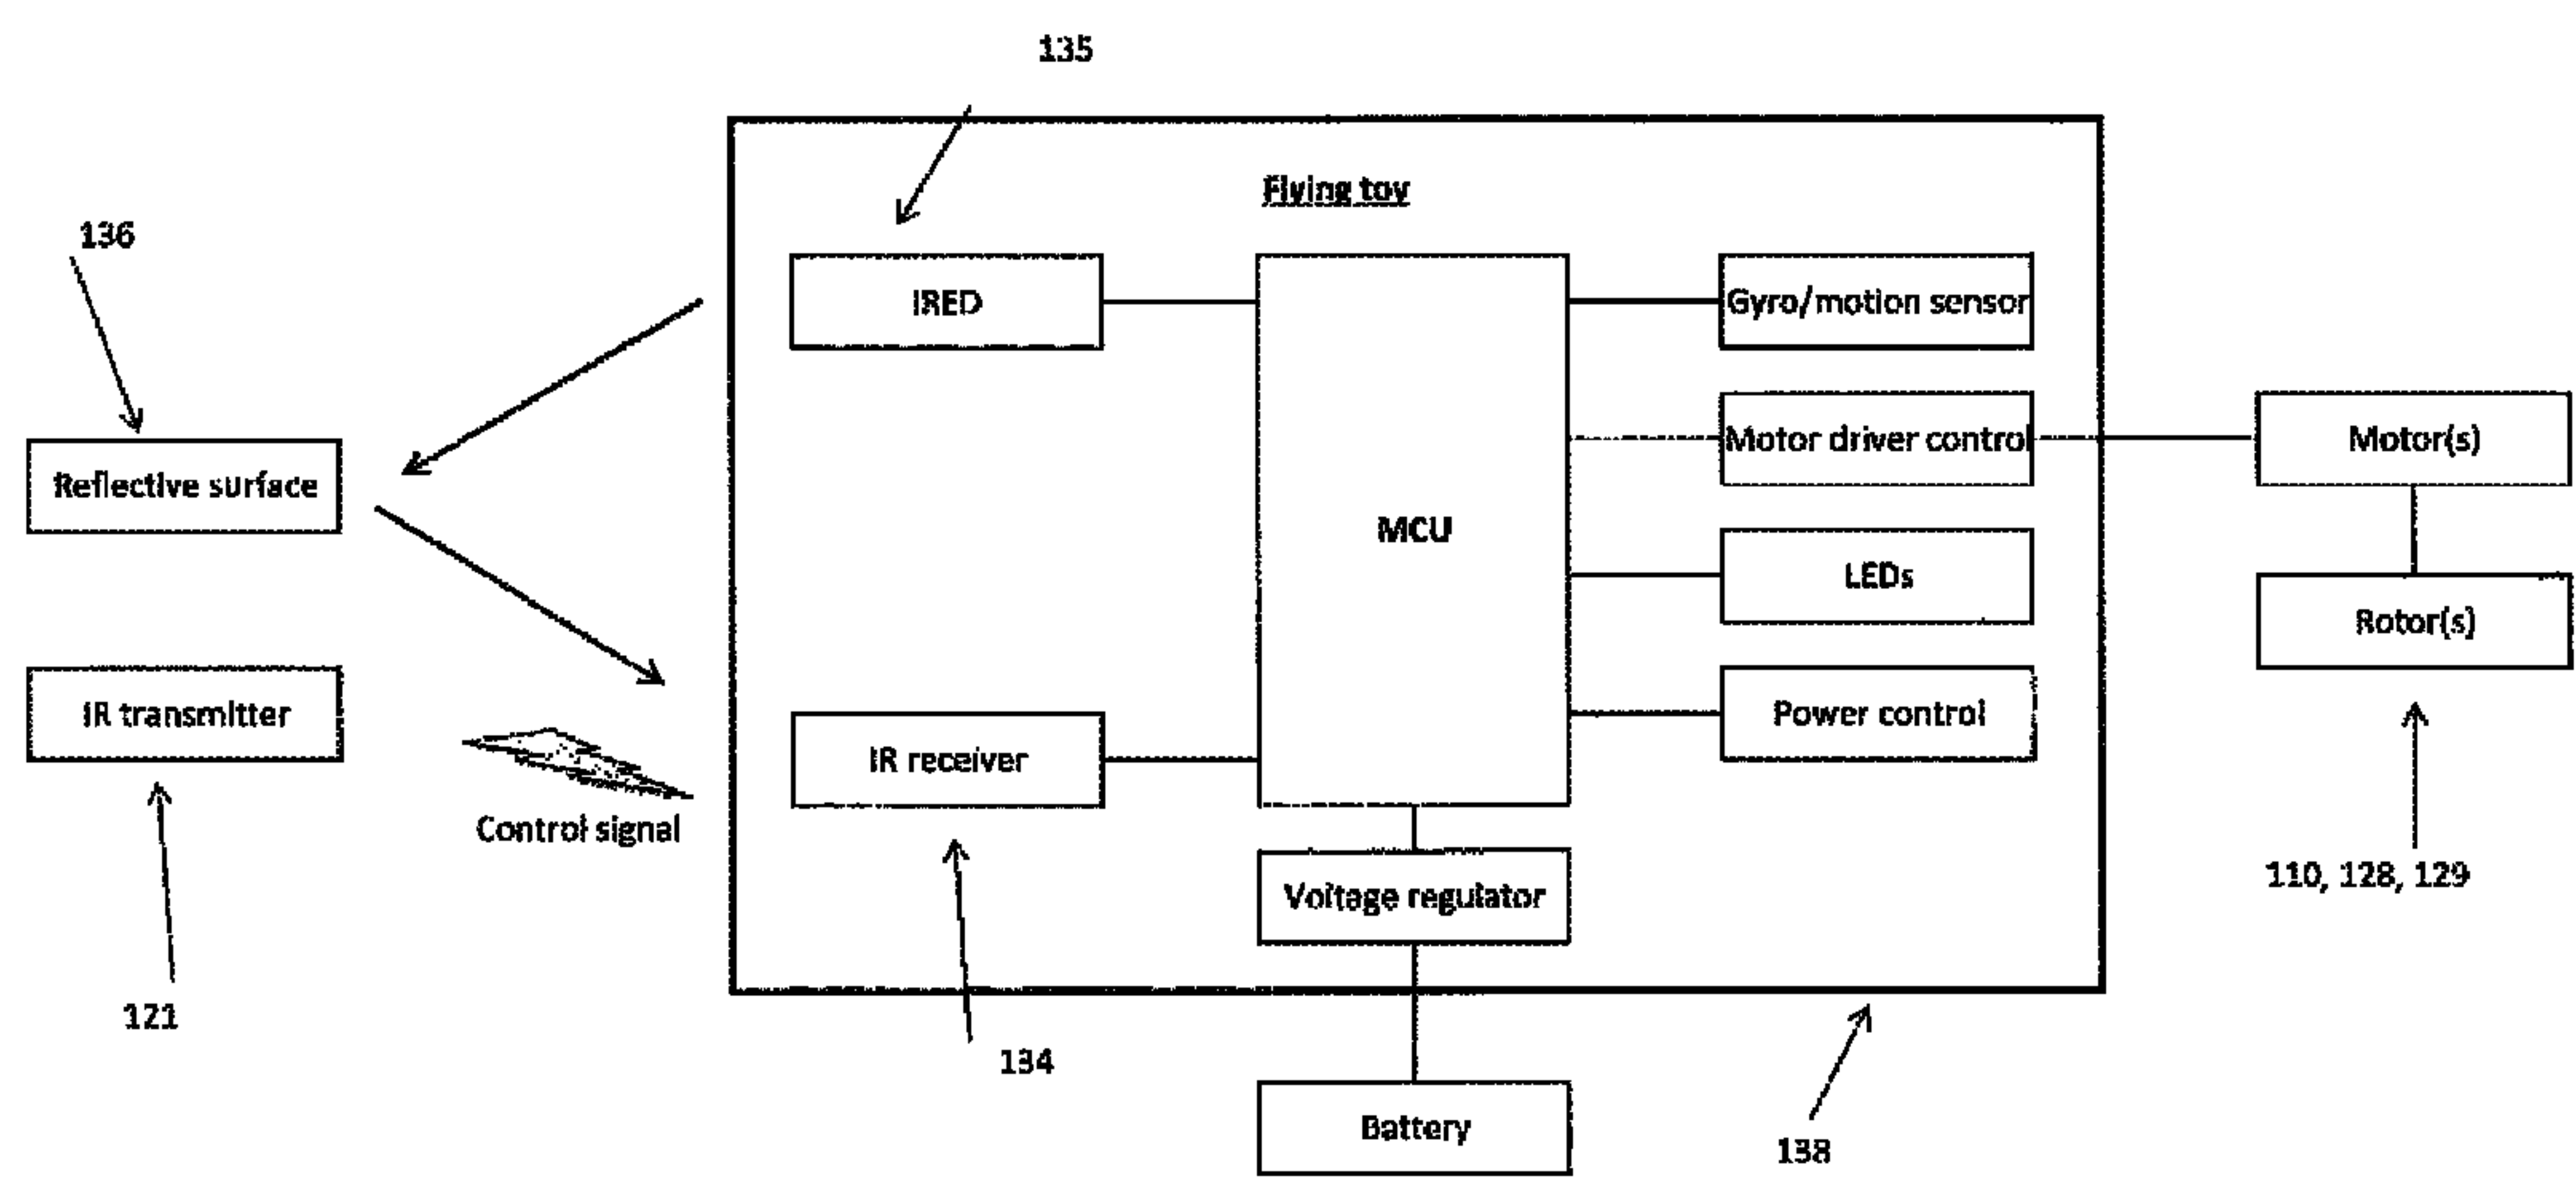 135
Flying toy
136
IRED
Gyro/motion sensor
Reflective surface
Motor driver control
Motor(s)
MCU
LEDs
Rotor(s)
IR transmitter
Power control
IR receiver
Control signal
Voltage regulator
110, 128, 129
121
134
Battery
138